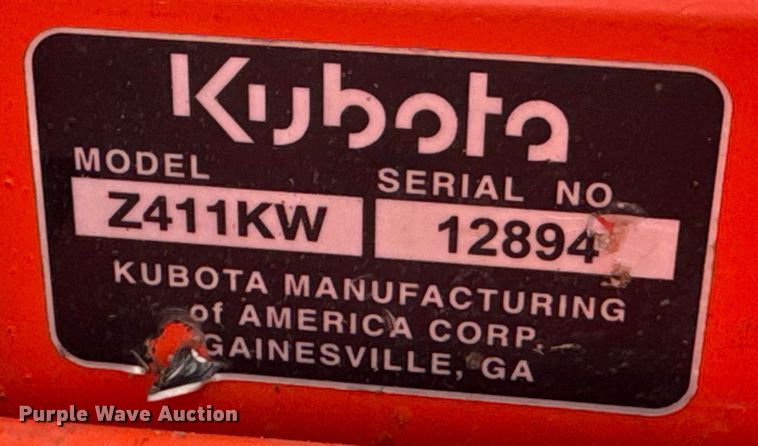 Kubota
MODEL SERIAL NO
Z411KW 12894
KUBOTA MANUFACTURING
of AMERICA CORP.
GAINESVILLE, GA
Purple Wave Auction